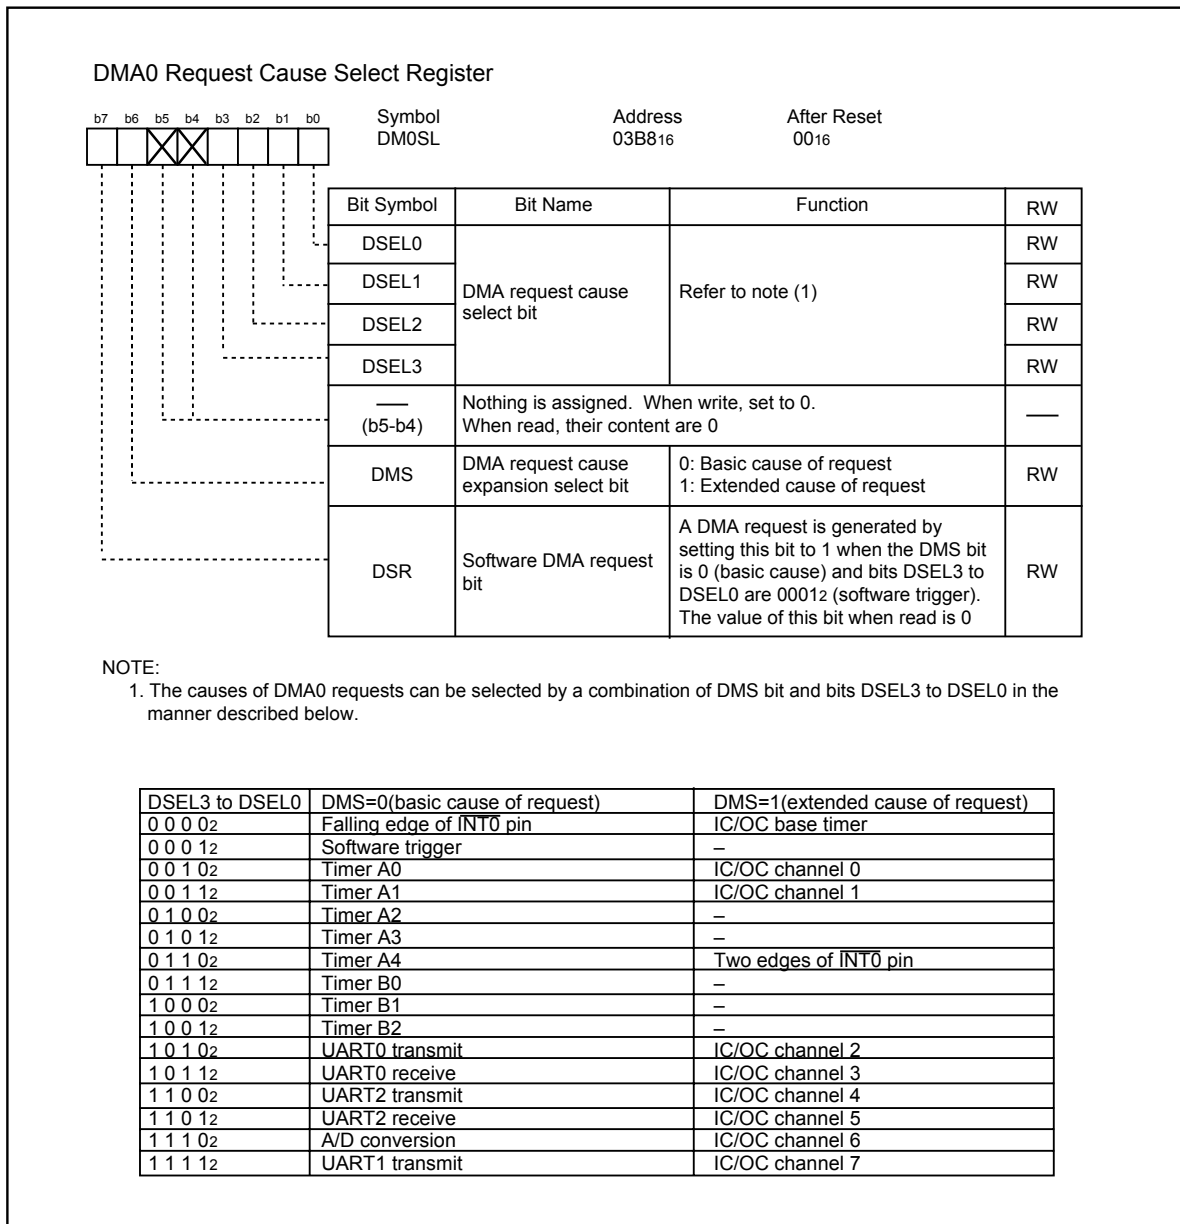 DMA0 Request Cause Select Register
b7 b6 b5 b4 b3 b2 b1 b0
Symbol Address After Reset
DM0SL 03B816 0016
Bit Symbol Bit Name Function RW
DSEL0 RW
DSEL1 RW
DMA request cause
select bit
Refer to note (1)
DSEL2 RW
DSEL3 RW
—
(b5-b4)
Nothing is assigned. When write, set to 0.
When read, their content are 0
—
DMS
DMA request cause
expansion select bit
0: Basic cause of request
1: Extended cause of request
RW
DSR
Software DMA request
bit
A DMA request is generated by
setting this bit to 1 when the DMS bit
is 0 (basic cause) and bits DSEL3 to
DSEL0 are 00012 (software trigger).
The value of this bit when read is 0
RW
NOTE:
1. The causes of DMA0 requests can be selected by a combination of DMS bit and bits DSEL3 to DSEL0 in the
manner described below.
DSEL3 to DSEL0 DMS=0(basic cause of request) DMS=1(extended cause of request)
0 0 0 02 Falling edge of INT0 pin IC/OC base timer
0 0 0 12 Software trigger –
0 0 1 02 Timer A0 IC/OC channel 0
0 0 1 12 Timer A1 IC/OC channel 1
0 1 0 02 Timer A2 –
0 1 0 12 Timer A3 –
0 1 1 02 Timer A4 Two edges of INT0 pin
0 1 1 12 Timer B0 –
1 0 0 02 Timer B1 –
1 0 0 12 Timer B2 –
1 0 1 02 UART0 transmit IC/OC channel 2
1 0 1 12 UART0 receive IC/OC channel 3
1 1 0 02 UART2 transmit IC/OC channel 4
1 1 0 12 UART2 receive IC/OC channel 5
1 1 1 02 A/D conversion IC/OC channel 6
1 1 1 12 UART1 transmit IC/OC channel 7